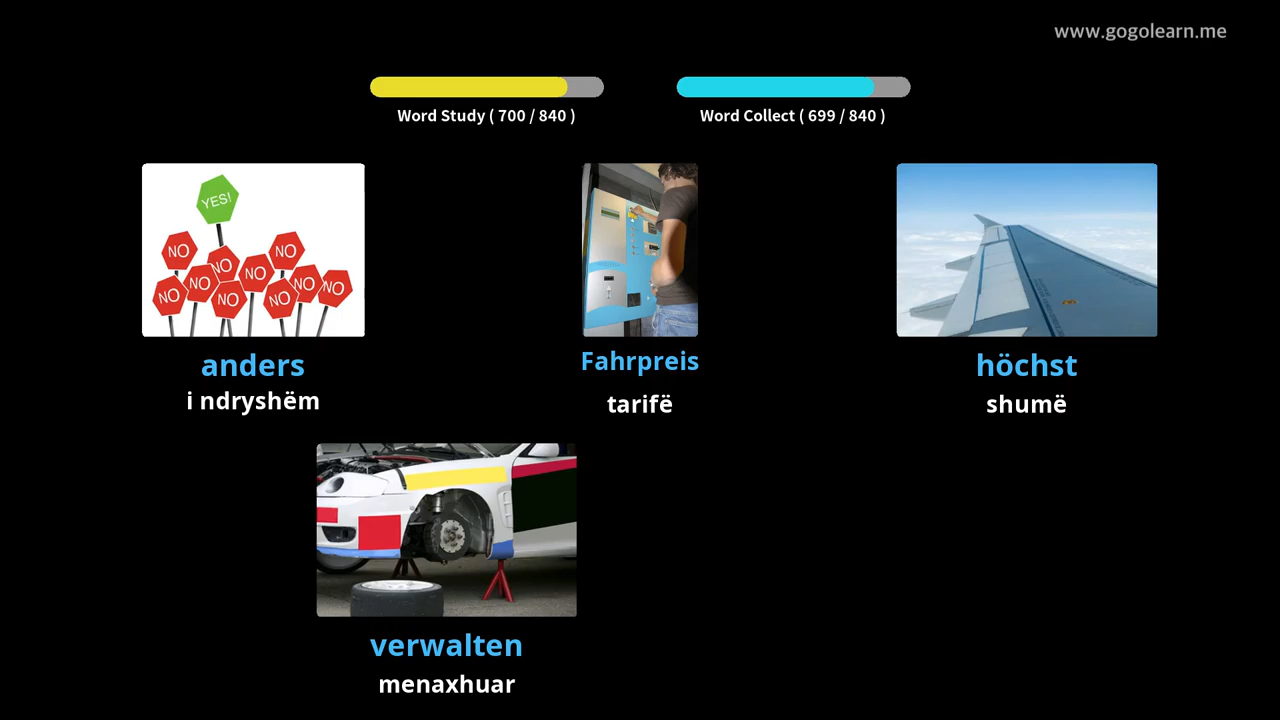 www.gogolearn.me
Word Study ( 700 / 840 )
Word Collect ( 699 / 840 )
YES!
NO
NO
NO
NO
NO
NO
NO
NO
NO
NO
anders
i ndryshëm
Fahrpreis
tarifë
höchst
shumë
verwalten
menaxhuar